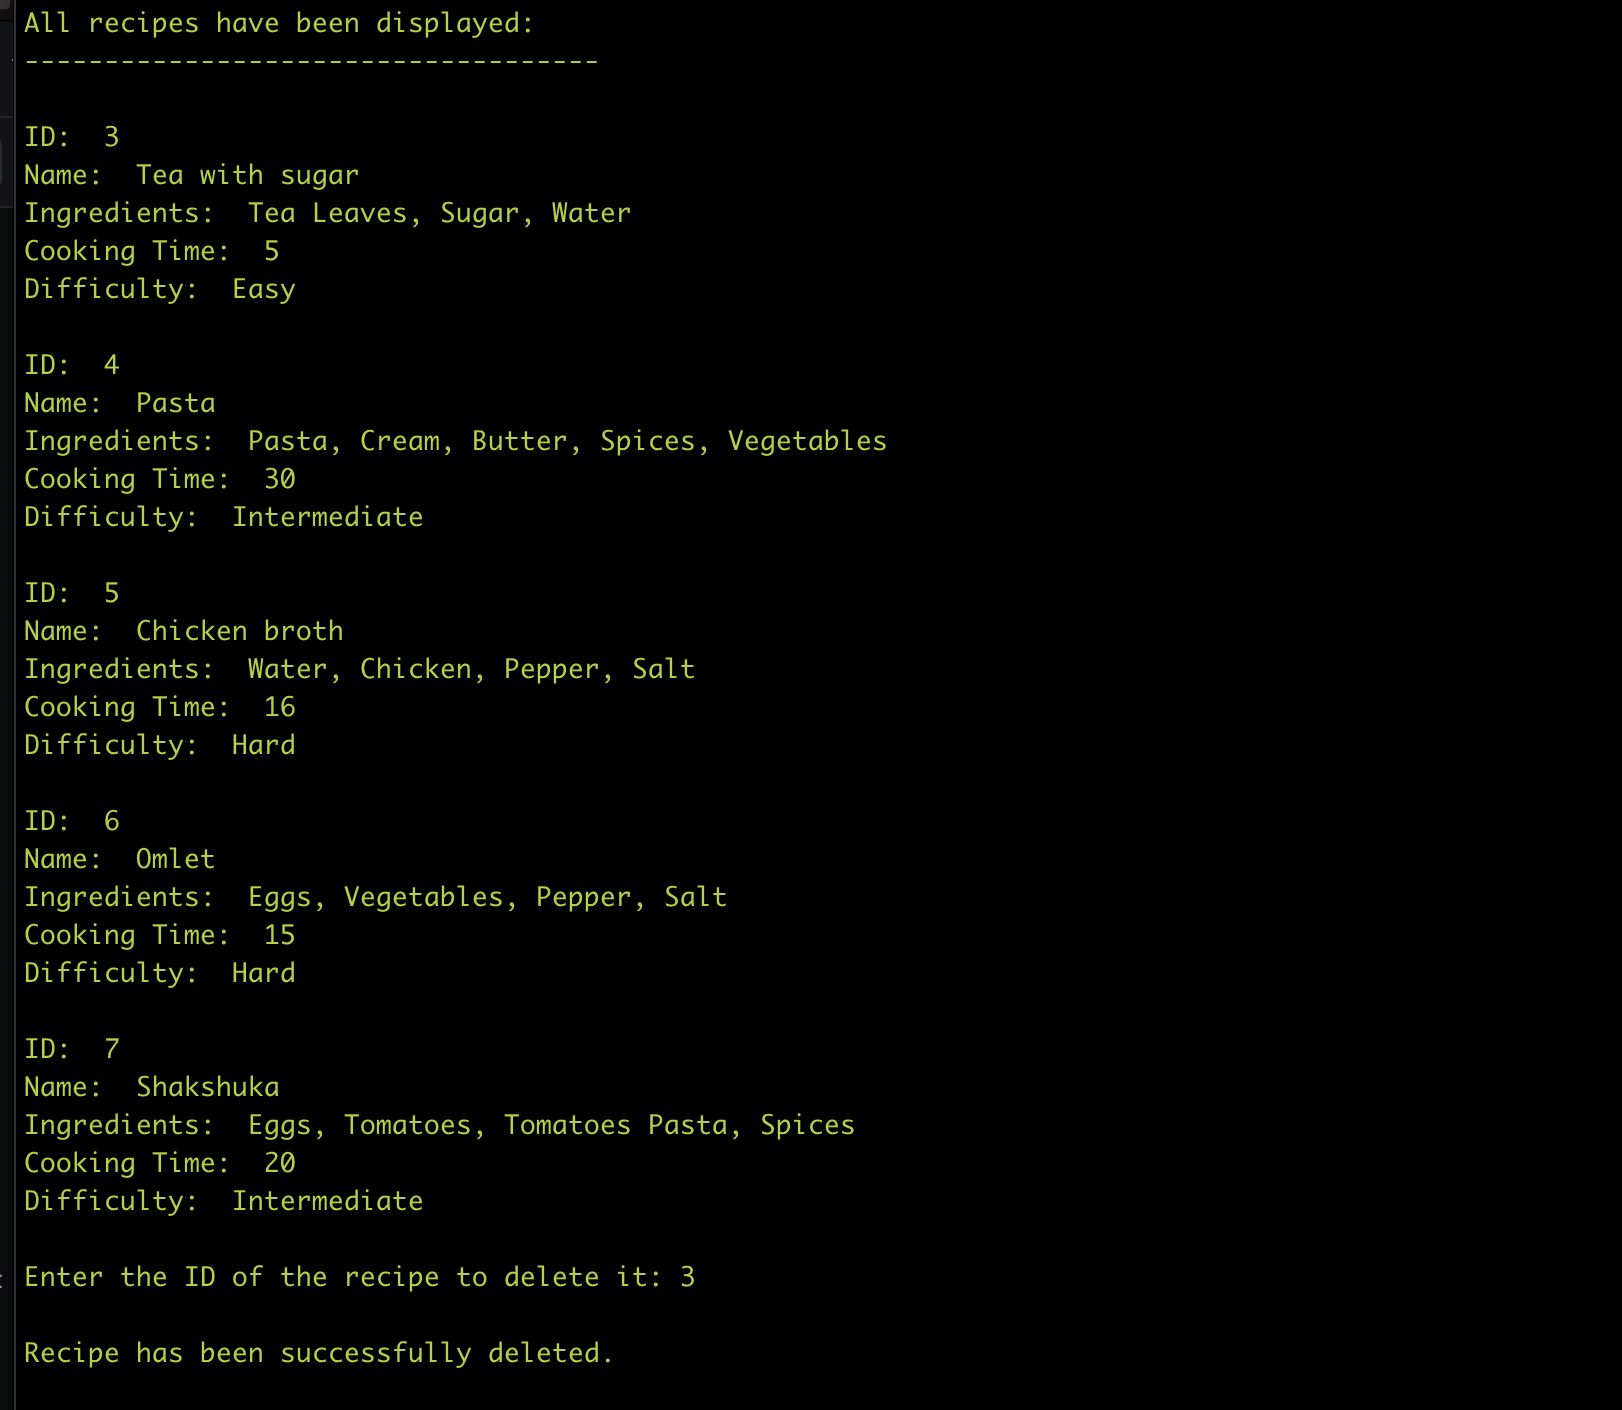 All recipes have been displayed:
------------------------------------
ID:  3
Name:  Tea with sugar
Ingredients:  Tea Leaves, Sugar, Water
Cooking Time:  5
Difficulty:  Easy
ID:  4
Name:  Pasta
Ingredients:  Pasta, Cream, Butter, Spices, Vegetables
Cooking Time:  30
Difficulty:  Intermediate
ID:  5
Name:  Chicken broth
Ingredients:  Water, Chicken, Pepper, Salt
Cooking Time:  16
Difficulty:  Hard
ID:  6
Name:  Omlet
Ingredients:  Eggs, Vegetables, Pepper, Salt
Cooking Time:  15
Difficulty:  Hard
ID:  7
Name:  Shakshuka
Ingredients:  Eggs, Tomatoes, Tomatoes Pasta, Spices
Cooking Time:  20
Difficulty:  Intermediate
Enter the ID of the recipe to delete it: 3
Recipe has been successfully deleted.